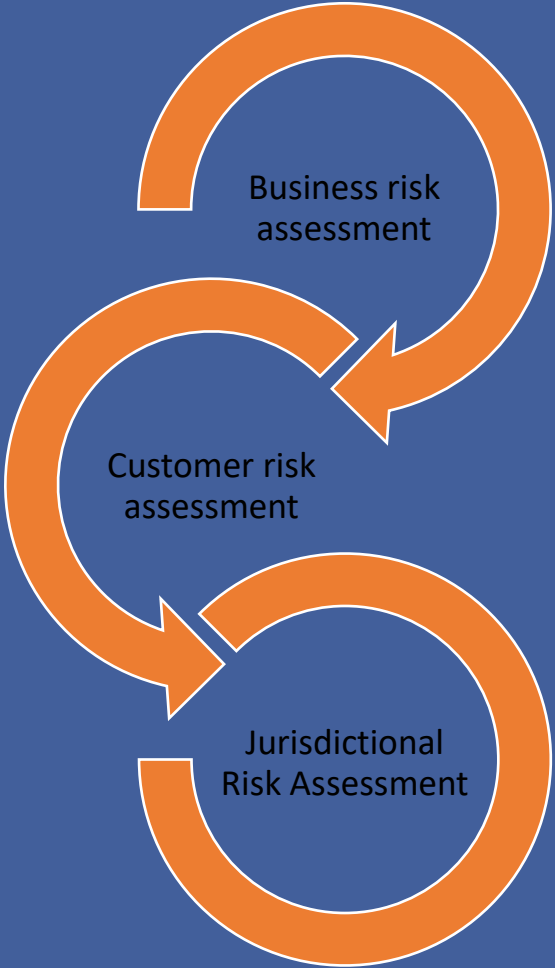 Business risk
assessment
Customer risk
assessment
Jurisdictional
Risk Assessment